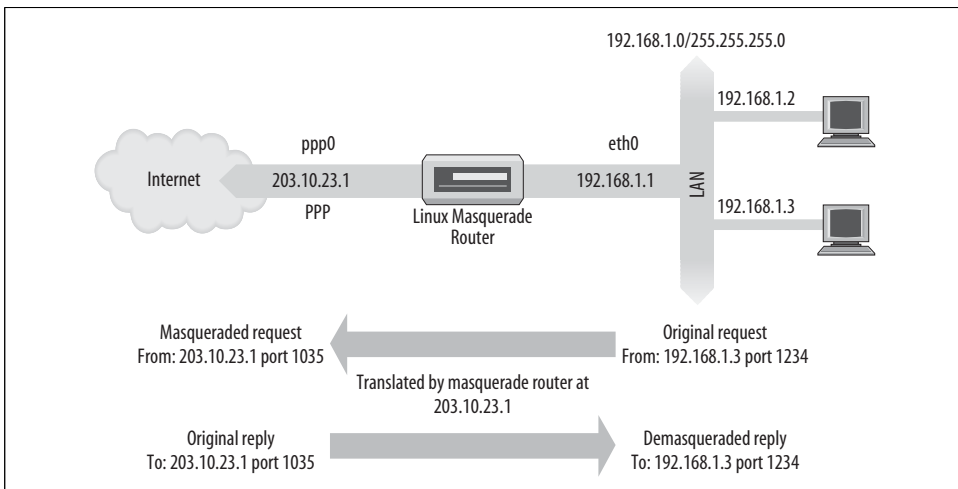 192.168.1.0/255.255.255.0
192.168.1.2
ppp0
eth0
Internet
203.10.23.1
192.168.1.1
LAN
PPP
Linux Masquerade
Router
192.168.1.3
Masqueraded request
From: 203.10.23.1 port 1035
Original request
From: 192.168.1.3 port 1234
Translated by masquerade router at
203.10.23.1
Original reply
To: 203.10.23.1 port 1035
Demasqueraded reply
To: 192.168.1.3 port 1234